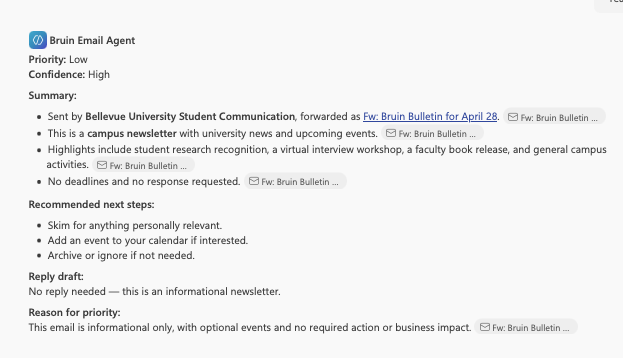 Bruin Email Agent
Priority: Low
Confidence: High
Summary:
• Sent by Bellevue University Student Communication, forwarded as Fw: Bruin Bulletin for April 28. Fw: Bruin Bulletin ...
• This is a campus newsletter with university news and upcoming events. Fw: Bruin Bulletin ...
• Highlights include student research recognition, a virtual interview workshop, a faculty book release, and general campus
activities. Fw: Bruin Bulletin ...
• No deadlines and no response requested. Fw: Bruin Bulletin ...
Recommended next steps:
• Skim for anything personally relevant.
• Add an event to your calendar if interested.
• Archive or ignore if not needed.
Reply draft:
No reply needed — this is an informational newsletter.
Reason for priority:
This email is informational only, with optional events and no required action or business impact. Fw: Bruin Bulletin ...